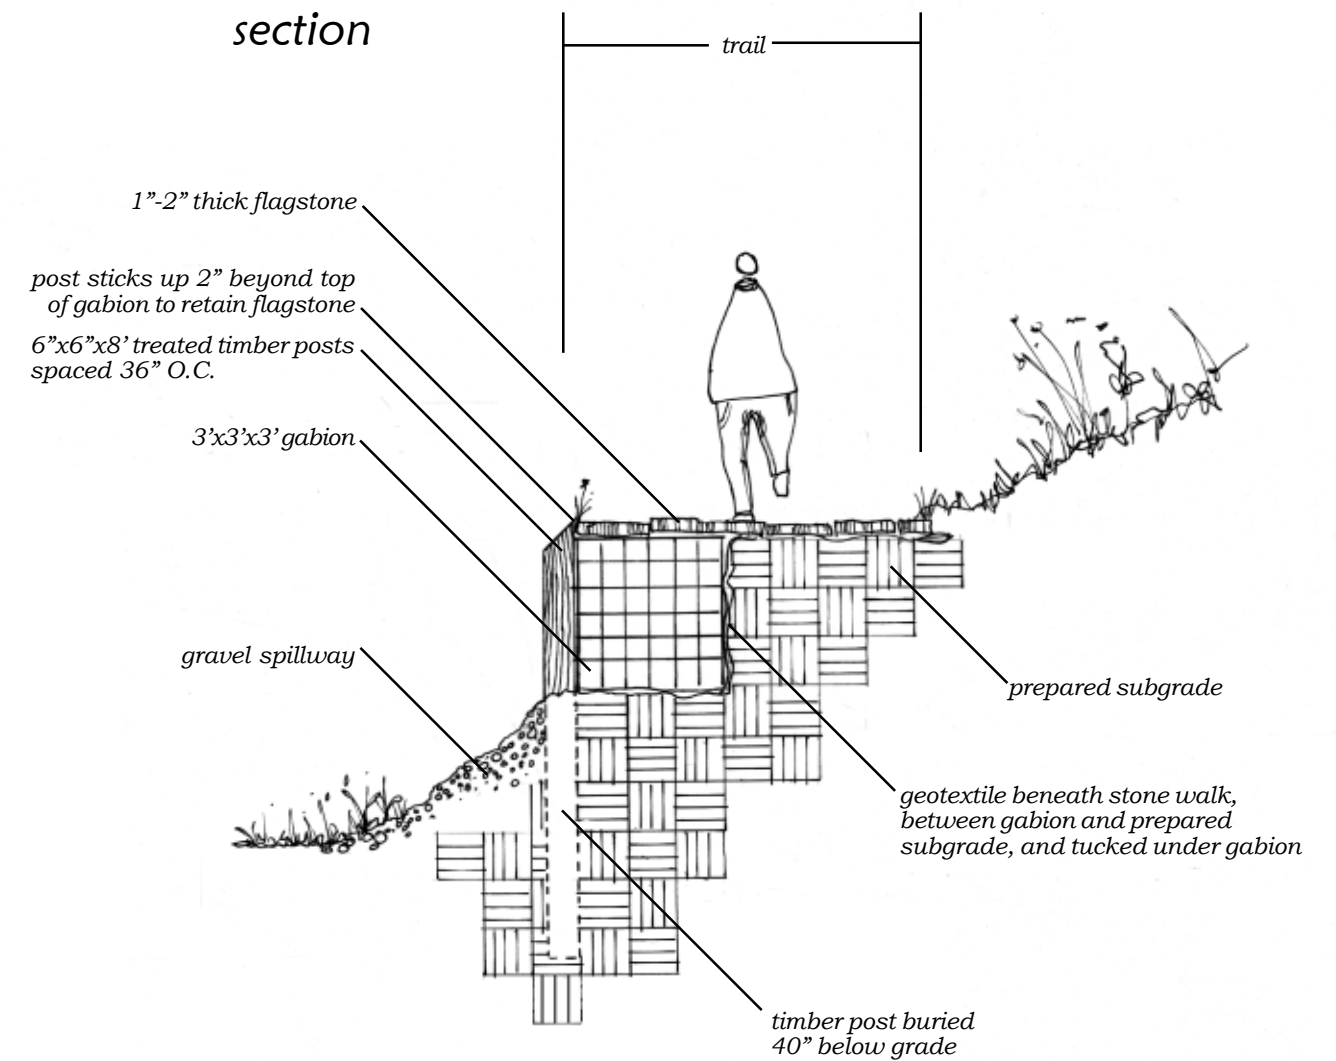 section
trail
1”-2” thick flagstone
post sticks up 2” beyond top
of gabion to retain flagstone
6”x6”x8’ treated timber posts
spaced 36” O.C.
3’x3’x3’ gabion
gravel spillway
prepared subgrade
geotextile beneath stone walk,
between gabion and prepared
subgrade, and tucked under gabion
timber post buried
40” below grade